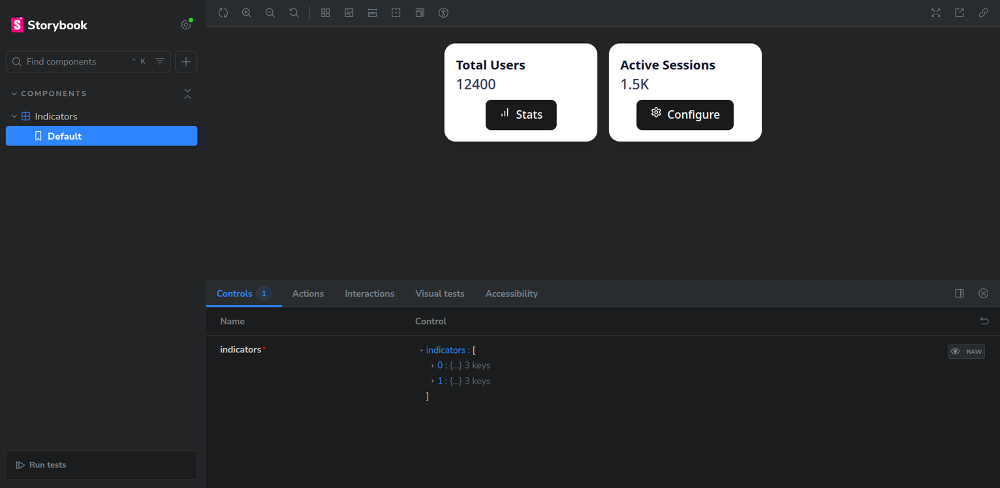 Storybook
Find components
^ K
COMPONENTS
Indicators
Default
Run tests
Total Users
12400
Stats
Active Sessions
1.5K
Configure
Controls 1 Actions Interactions Visual tests Accessibility
Name Control
indicators* indicators : [
RAW
0 : {...} 3 keys
1 : {...} 3 keys
]